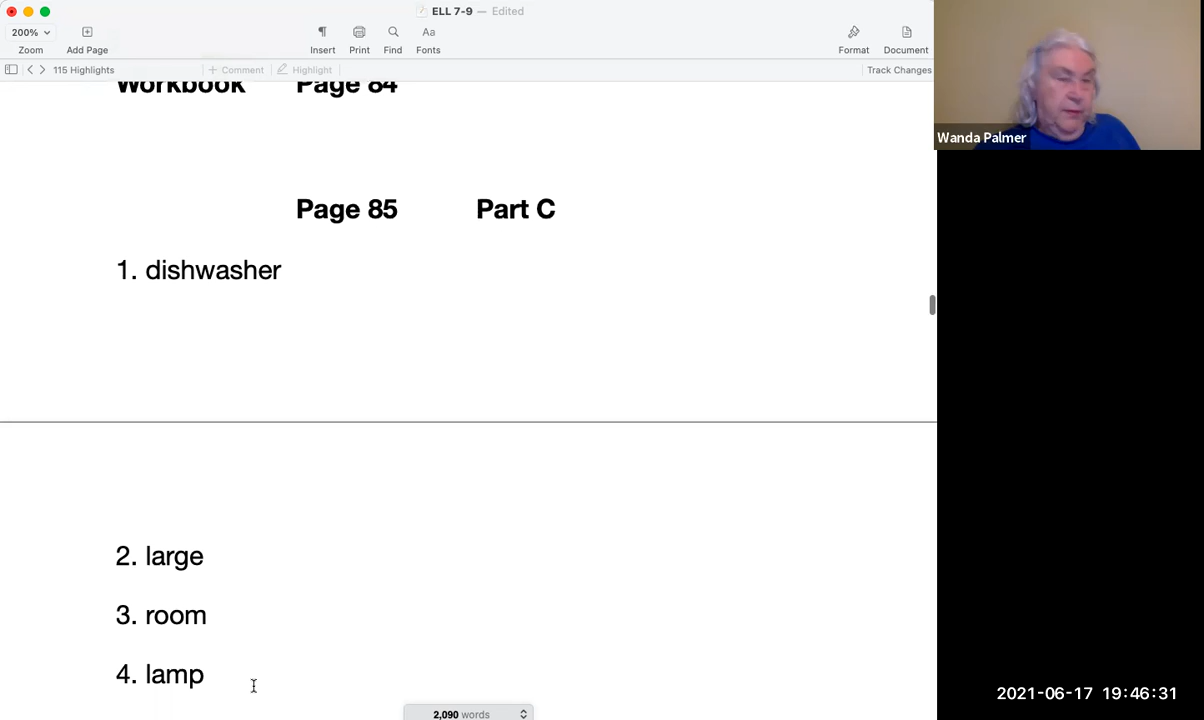 ELL 7-9 — Edited
200%
Zoom Add Page Insert Print Find Fonts Format Document
115 Highlights + Comment Highlight Track Changes
Workbook Page 84
Wanda Palmer
Page 85 Part C
1. dishwasher
2. large
3. room
4. lamp
2,090 words
2021-06-17 19:46:31